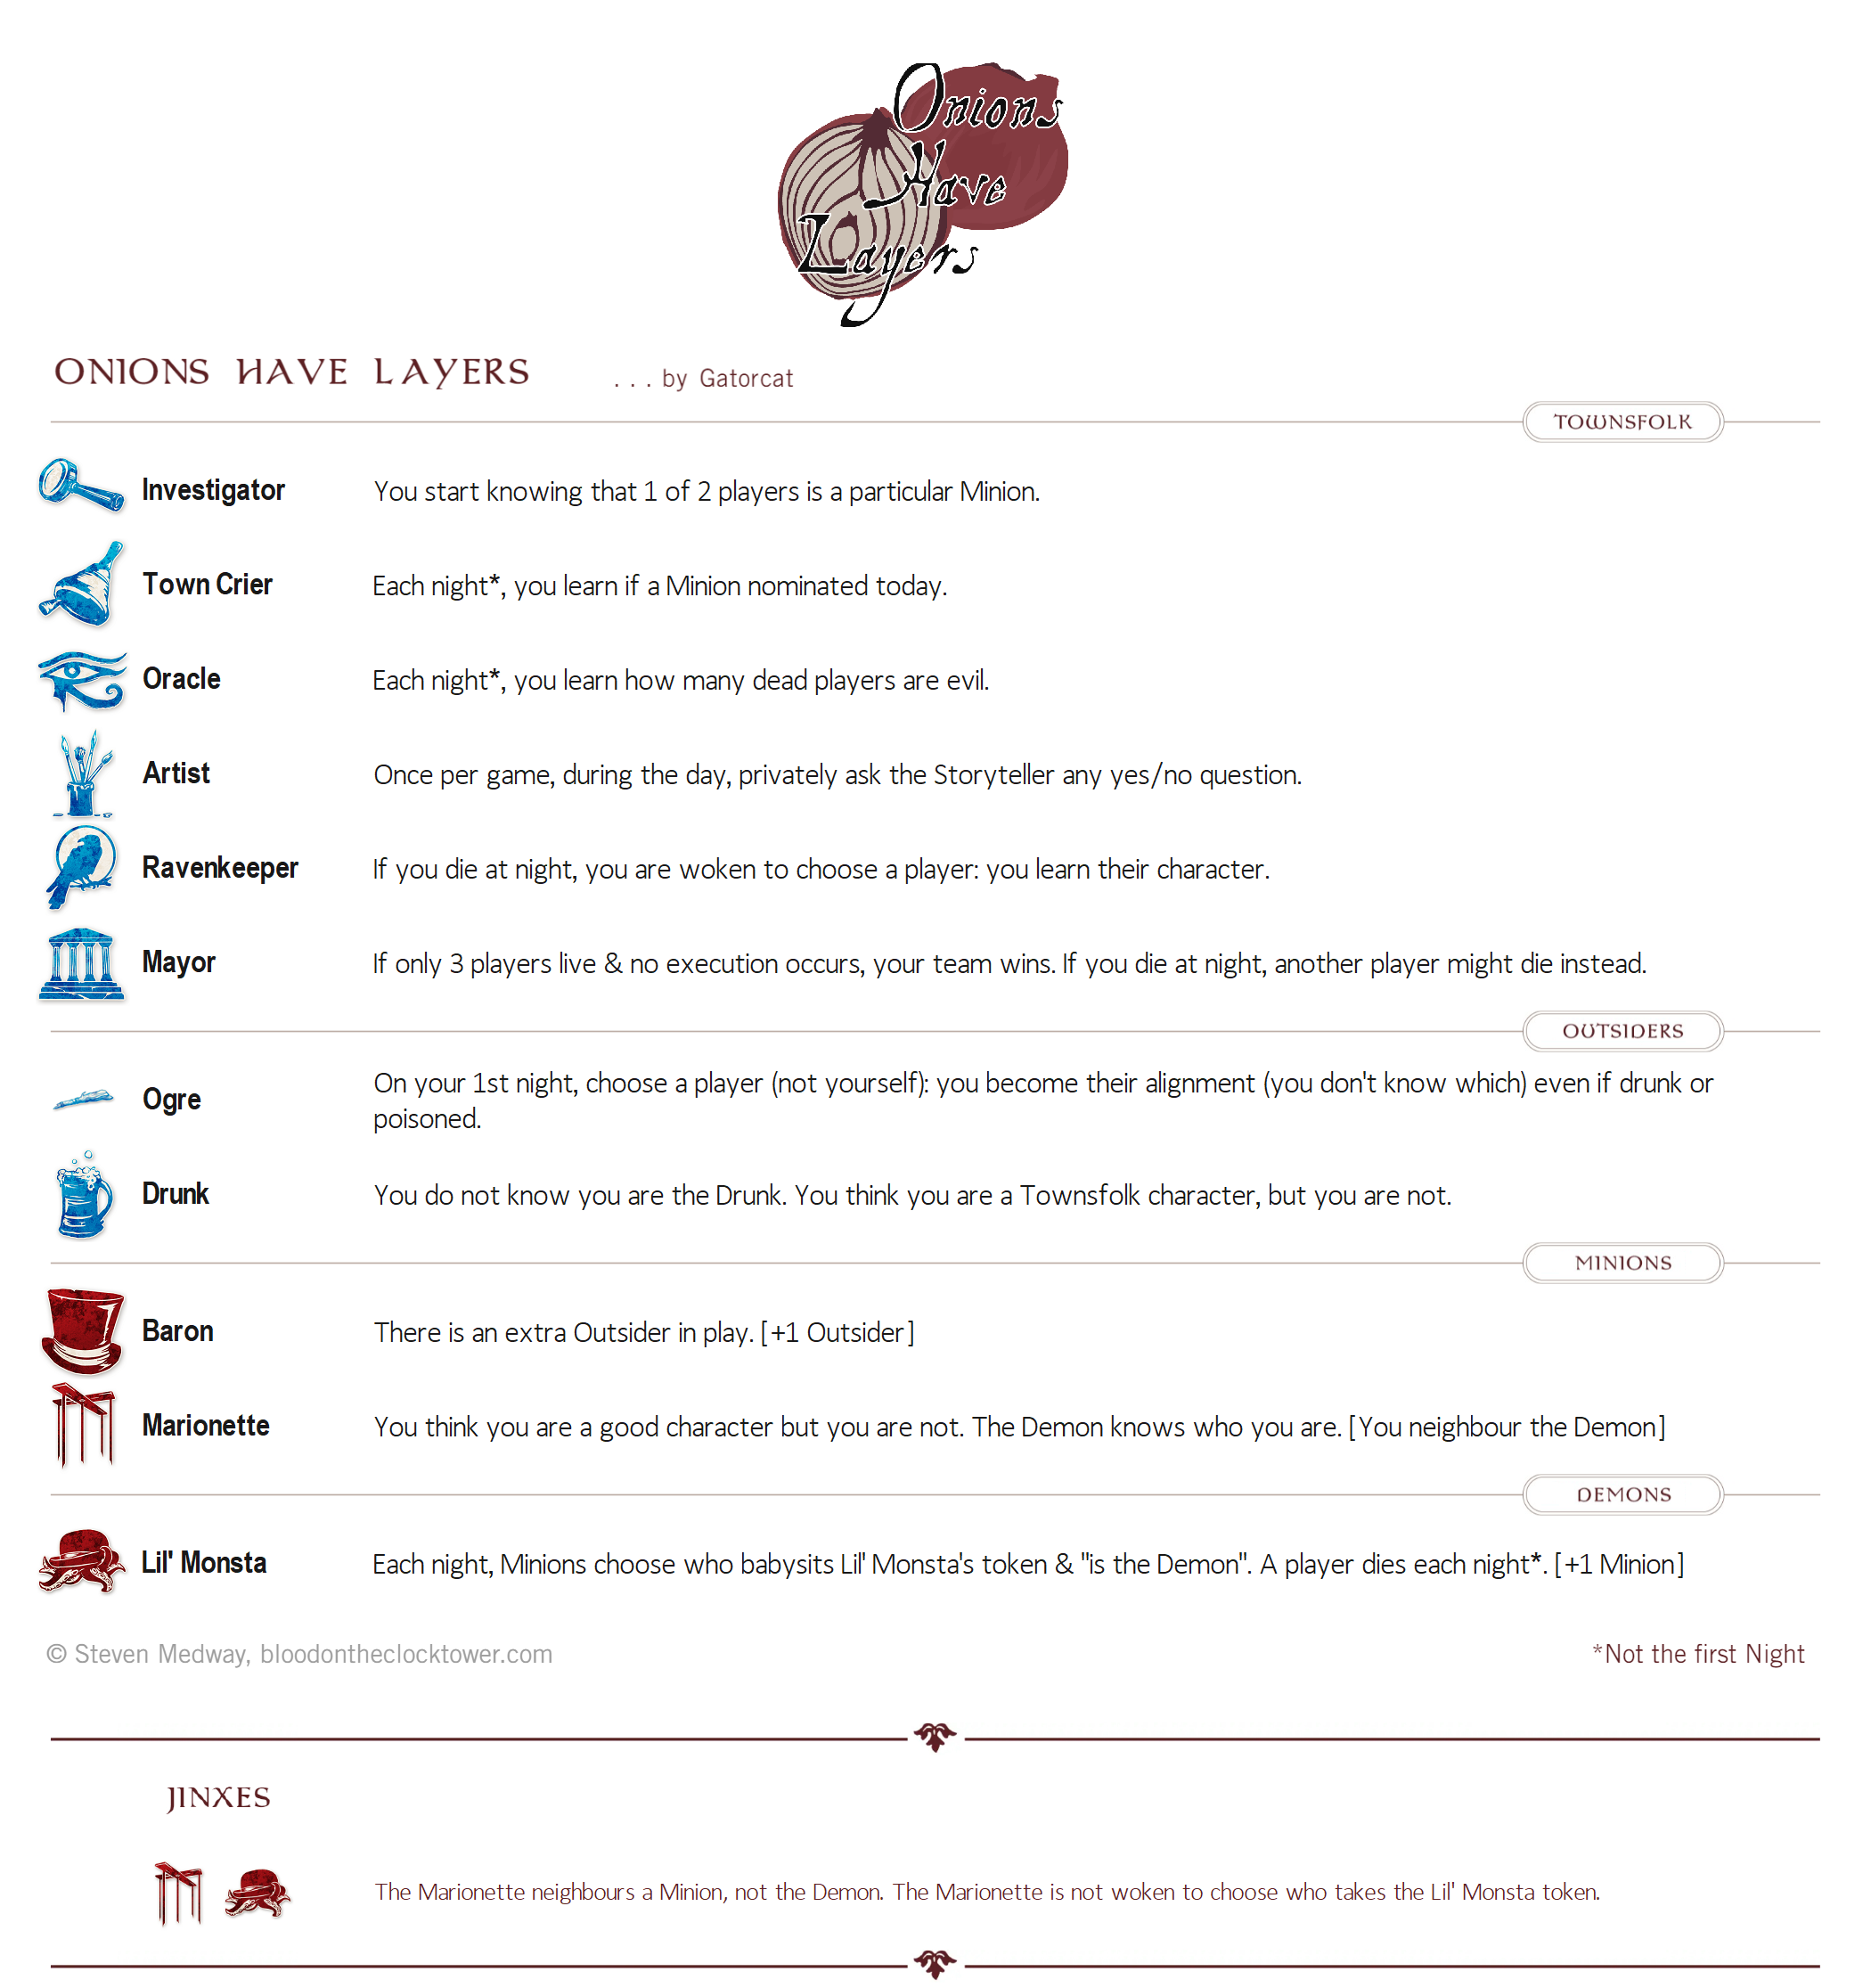 Onions
Have
Layers
ONIONS HAVE LAYERS
. . . by Gatorcat
TOWNSFOLK
Investigator
You start knowing that 1 of 2 players is a particular Minion.
Town Crier
Each night*, you learn if a Minion nominated today.
Oracle
Each night*, you learn how many dead players are evil.
Artist
Once per game, during the day, privately ask the Storyteller any yes/no question.
Ravenkeeper
If you die at night, you are woken to choose a player: you learn their character.
Mayor
If only 3 players live & no execution occurs, your team wins. If you die at night, another player might die instead.
OUTSIDERS
Ogre
On your 1st night, choose a player (not yourself): you become their alignment (you don't know which) even if drunk or
poisoned.
Drunk
You do not know you are the Drunk. You think you are a Townsfolk character, but you are not.
MINIONS
Baron
There is an extra Outsider in play. [+1 Outsider]
Marionette
You think you are a good character but you are not. The Demon knows who you are. [You neighbour the Demon]
DEMONS
Lil' Monsta
Each night, Minions choose who babysits Lil' Monsta's token & "is the Demon". A player dies each night*. [+1 Minion]
© Steven Medway, bloodontheclocktower.com
*Not the first Night
JINXES
The Marionette neighbours a Minion, not the Demon. The Marionette is not woken to choose who takes the Lil' Monsta token.